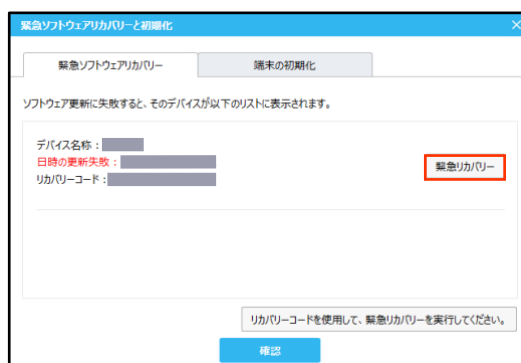 緊急ソフトウェアリカバリーと初期化
緊急ソフトウェアリカバリー
端末の初期化
ソフトウェア更新に失敗すると、そのデバイスが以下のリストに表示されます。
デバイス名称：
日時の更新失敗：
リカバリーコード：
緊急リカバリー
リカバリーコードを使用して、緊急リカバリーを実行してください。
確認